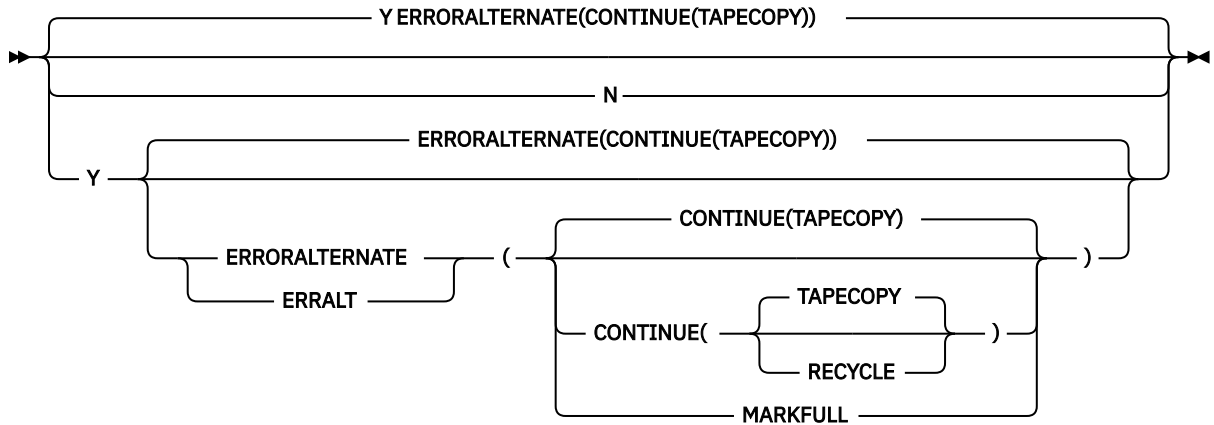 Y ERRORALTERNATE(CONTINUE(TAPECOPY))
N
ERRORALTERNATE(CONTINUE(TAPECOPY))
Y
CONTINUE(TAPECOPY)
ERRORALTERNATE ( )
ERRALT
TAPECOPY
CONTINUE( )
RECYCLE
MARKFULL